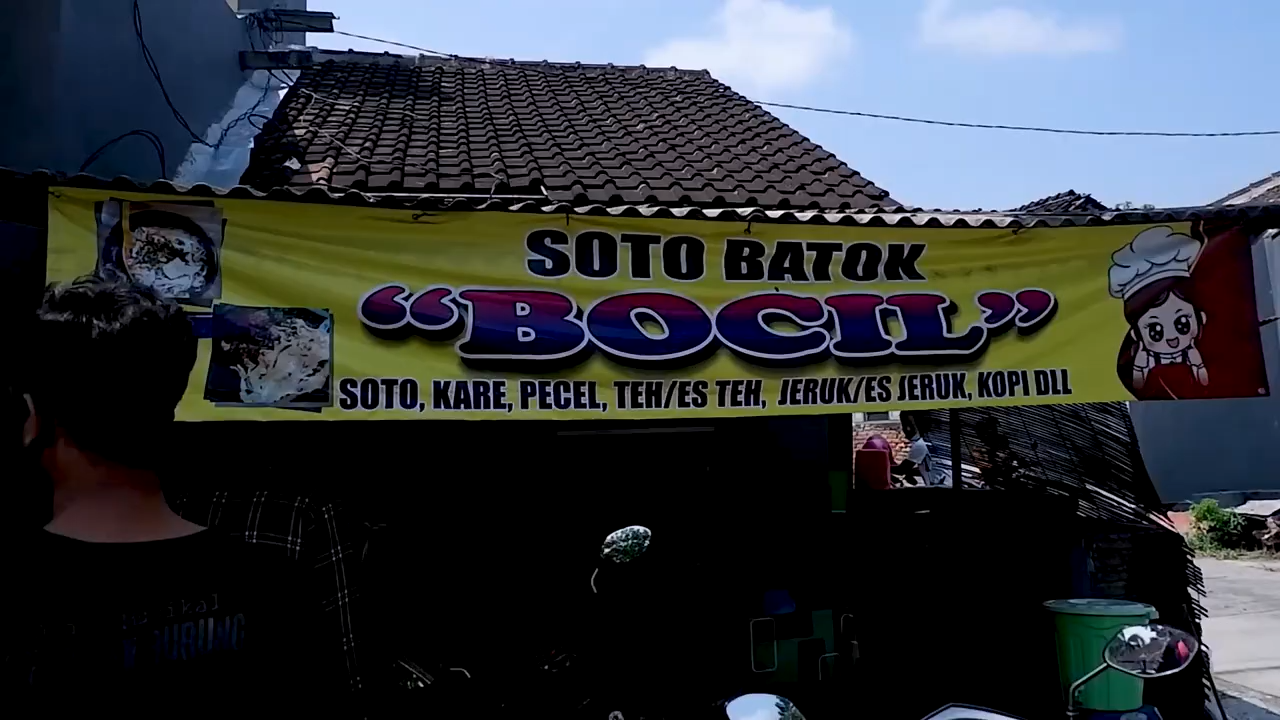 SOTO BATOK
"BOCIL"
SOTO, KARE, PECEL, TEH/ES TEH, JERUK/ES JERUK, KOPI DLL